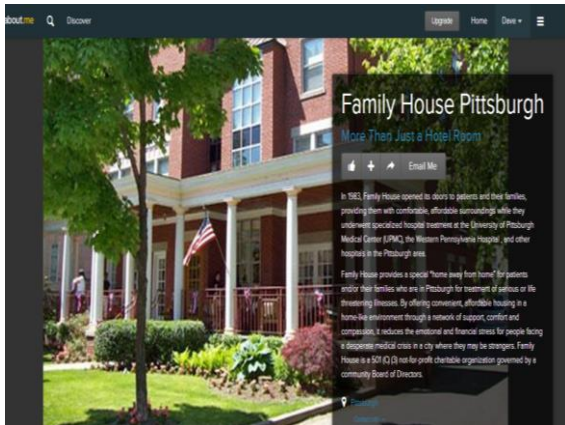 about.me Discover Upgrade Home Dave
Family House Pittsburgh
More Than Just a Hotel Room
Email Me
In 1983, Family House opened its doors to patients and their families,
providing them with comfortable, affordable surroundings while they
underwent specialized hospital treatment at the University of Pittsburgh
Medical Center (UPMC), the Western Pennsylvania Hospital , and other
hospitals in the Pittsburgh area.
Family House provides a special "home away from home" for patients
and/or their families who are in Pittsburgh for treatment of serious or life
threatening illnesses. By offering convenient, affordable housing in a
home-like environment through a network of support, comfort and
compassion, it reduces the emotional and financial stress for people facing
a desperate medical crisis in a city where they may be strangers. Family
House is a 501 (C) (3) not-for-profit charitable organization governed by a
community Board of Directors.
Pittsburgh